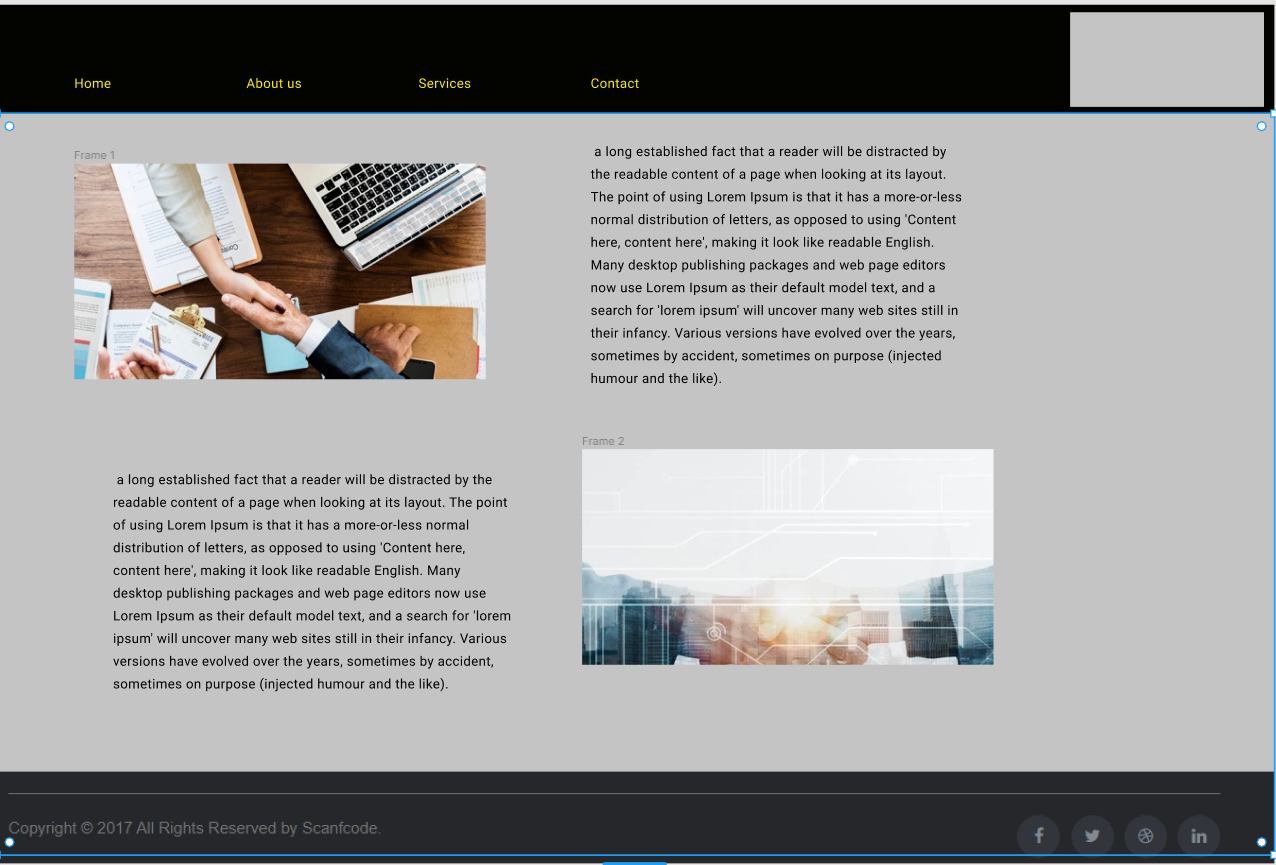 Home
About us
Services
Contact
Frame 1
a long established fact that a reader will be distracted by
the readable content of a page when looking at its layout.
The point of using Lorem Ipsum is that it has a more-or-less
normal distribution of letters, as opposed to using 'Content
here, content here', making it look like readable English.
Many desktop publishing packages and web page editors
now use Lorem Ipsum as their default model text, and a
search for 'lorem ipsum' will uncover many web sites still in
their infancy. Various versions have evolved over the years,
sometimes by accident, sometimes on purpose (injected
humour and the like).
a long established fact that a reader will be distracted by the
readable content of a page when looking at its layout. The point
of using Lorem Ipsum is that it has a more-or-less normal
distribution of letters, as opposed to using 'Content here,
content here', making it look like readable English. Many
desktop publishing packages and web page editors now use
Lorem Ipsum as their default model text, and a search for 'lorem
ipsum' will uncover many web sites still in their infancy. Various
versions have evolved over the years, sometimes by accident,
sometimes on purpose (injected humour and the like).
Frame 2
Copyright © 2017 All Rights Reserved by Scanfcode.